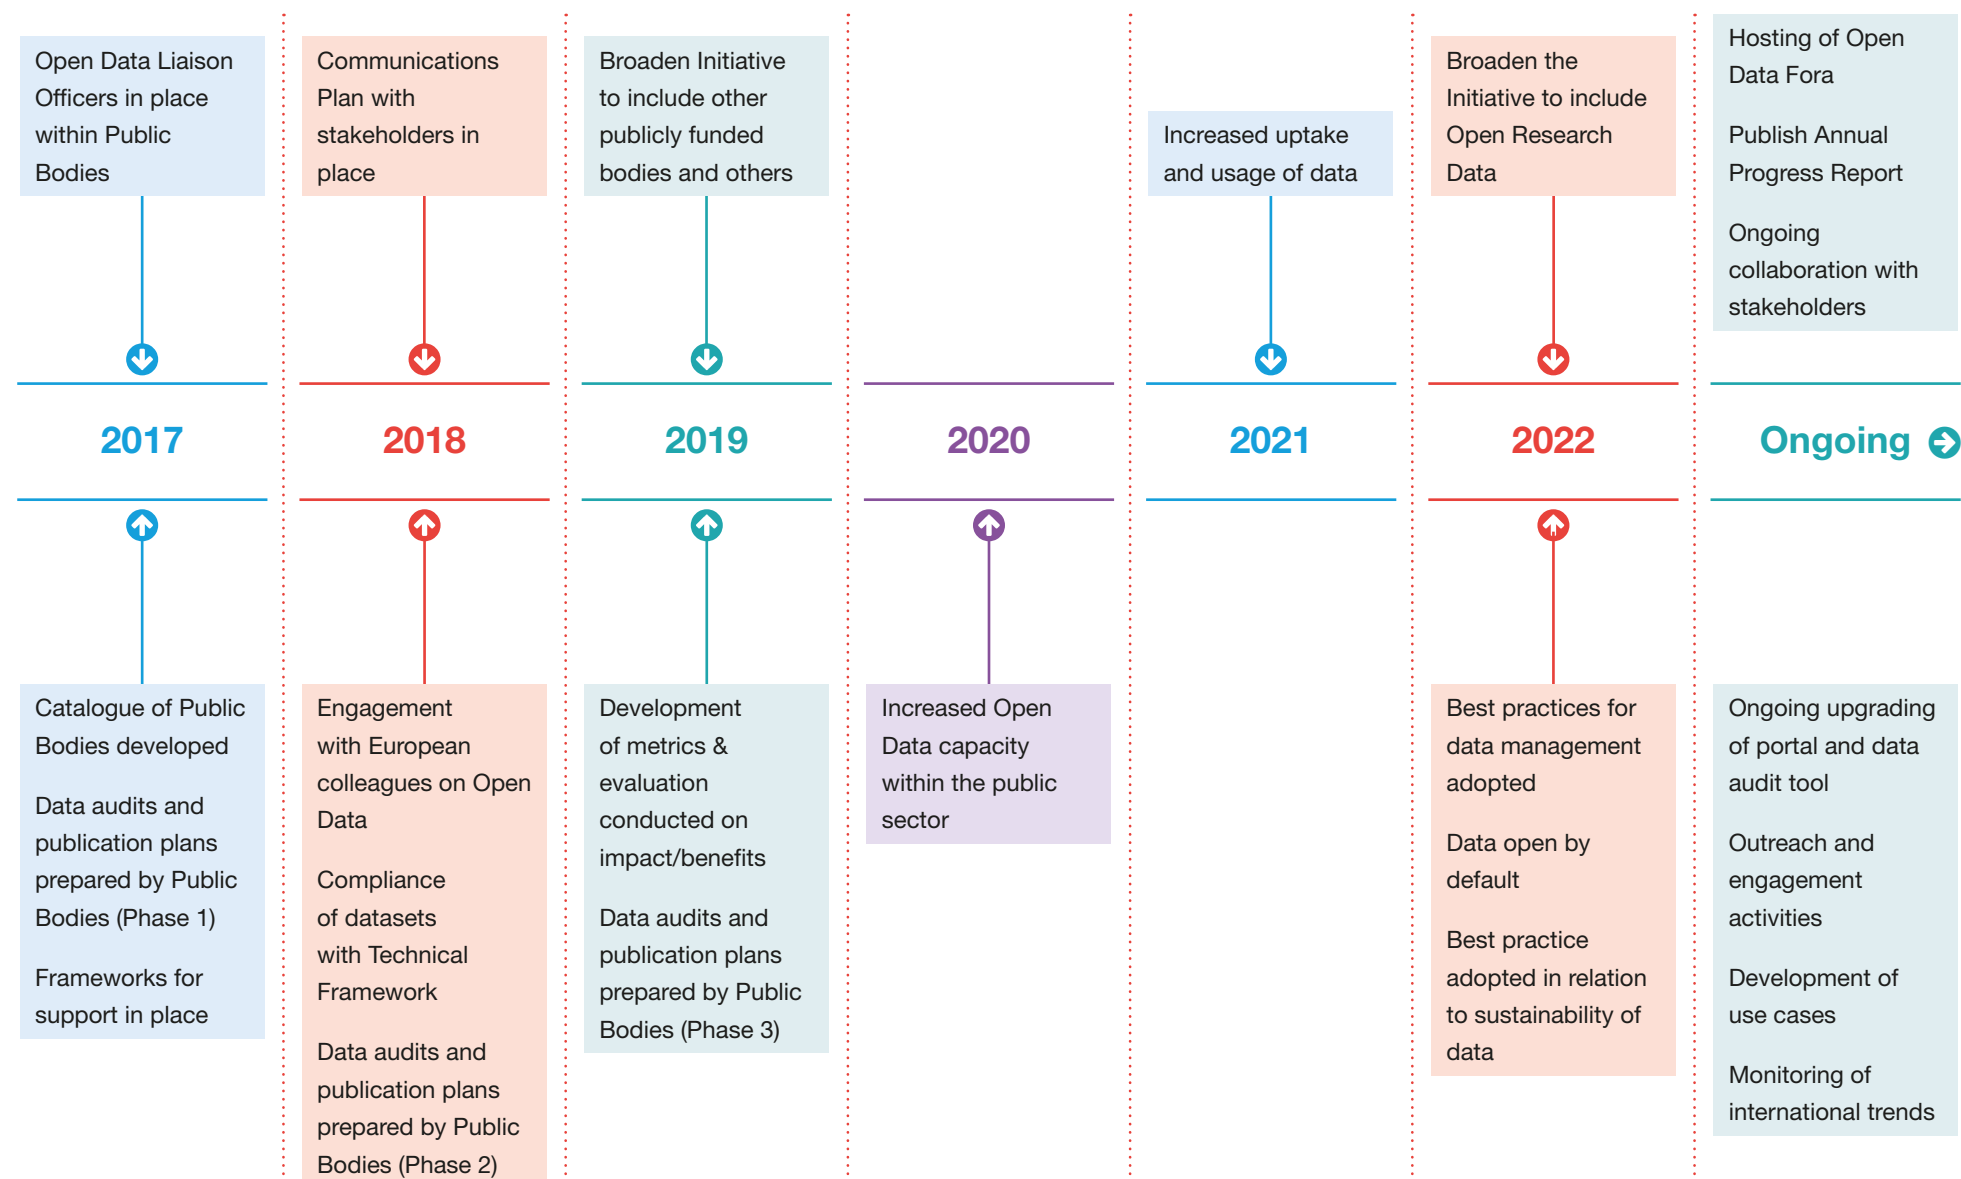 Open Data Liaison
Officers in place
within Public
Bodies
Communications
Plan with
stakeholders in
place
Broaden Initiative
to include other
publicly funded
bodies and others
Increased uptake
and usage of data
Broaden the
Initiative to include
Open Research
Data
Hosting of Open
Data Fora
Publish Annual
Progress Report
Ongoing
collaboration with
stakeholders
2017
2018
2019
2020
2021
2022
Ongoing
Catalogue of Public
Bodies developed
Data audits and
publication plans
prepared by Public
Bodies (Phase 1)
Frameworks for
support in place
Engagement
with European
colleagues on Open
Data
Compliance
of datasets
with Technical
Framework
Data audits and
publication plans
prepared by Public
Bodies (Phase 2)
Development
of metrics &
evaluation
conducted on
impact/benefits
Data audits and
publication plans
prepared by Public
Bodies (Phase 3)
Increased Open
Data capacity
within the public
sector
Best practices for
data management
adopted
Data open by
default
Best practice
adopted in relation
to sustainability of
data
Ongoing upgrading
of portal and data
audit tool
Outreach and
engagement
activities
Development of
use cases
Monitoring of
international trends